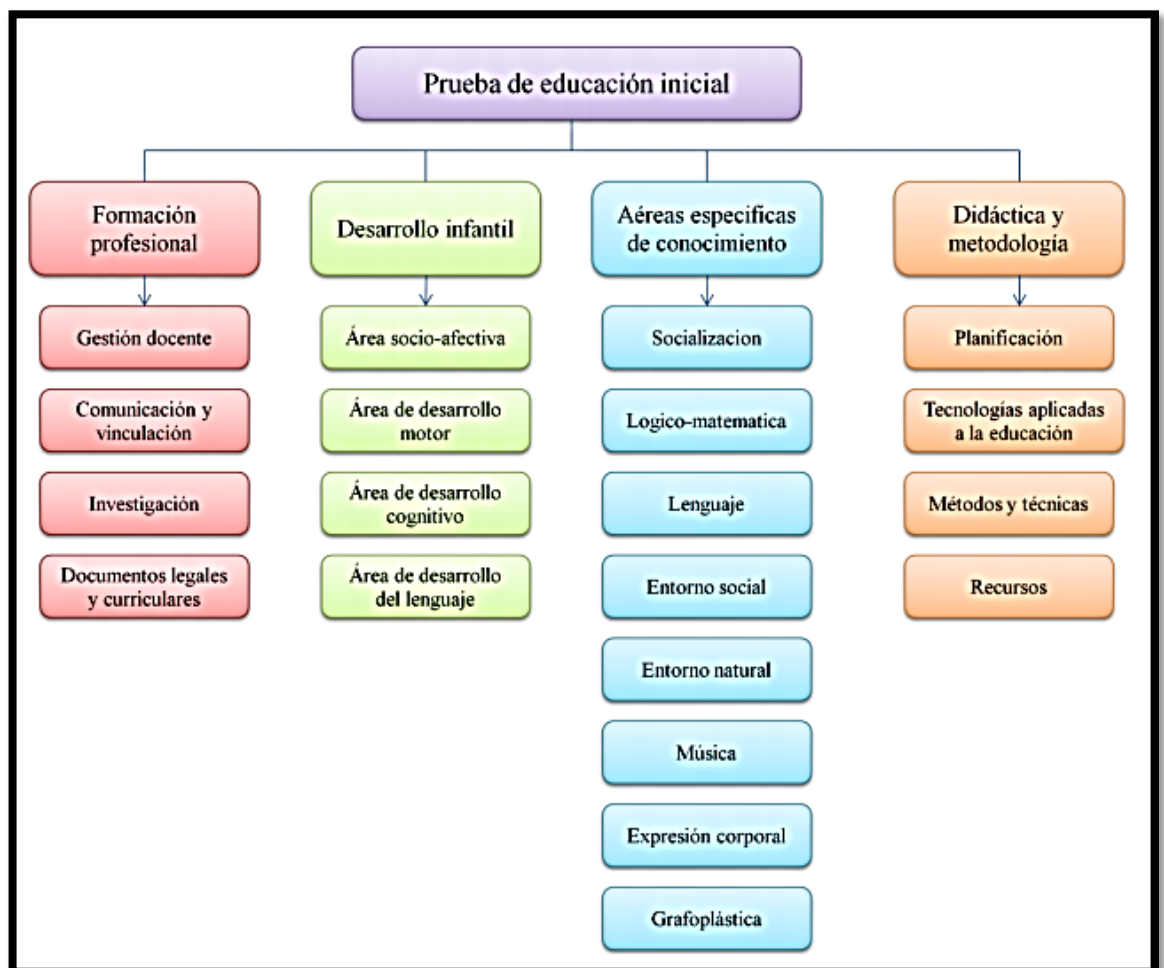 Prueba de educación inicial
Formación
profesional
Gestión docente
Comunicación y
vinculación
Investigación
Documentos legales
y curriculares
Desarrollo infantil
Área socio-afectiva
Área de desarrollo
motor
Área de desarrollo
cognitivo
Área de desarrollo
del lenguaje
Aéreas especificas
de conocimiento
Socializacion
Logico-matematica
Lenguaje
Entorno social
Entorno natural
Música
Expresión corporal
Grafoplástica
Didáctica y
metodología
Planificación
Tecnologías aplicadas
a la educación
Métodos y técnicas
Recursos